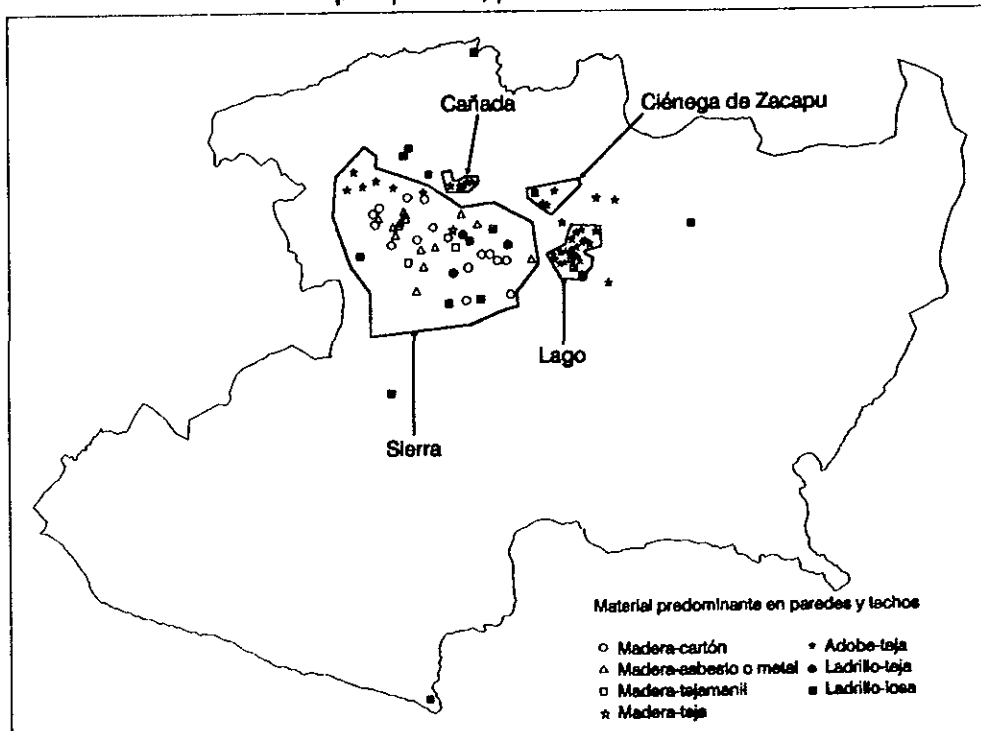 Cañada
Ciénega de Zacapu
Lago
Sierra
Material predominante en paredes y techos
Madera-cartón
Madera-asbesto o metal
Madera-tejamanil
Madera-teja
Adobe-teja
Ladrillo-teja
Ladrillo-losa